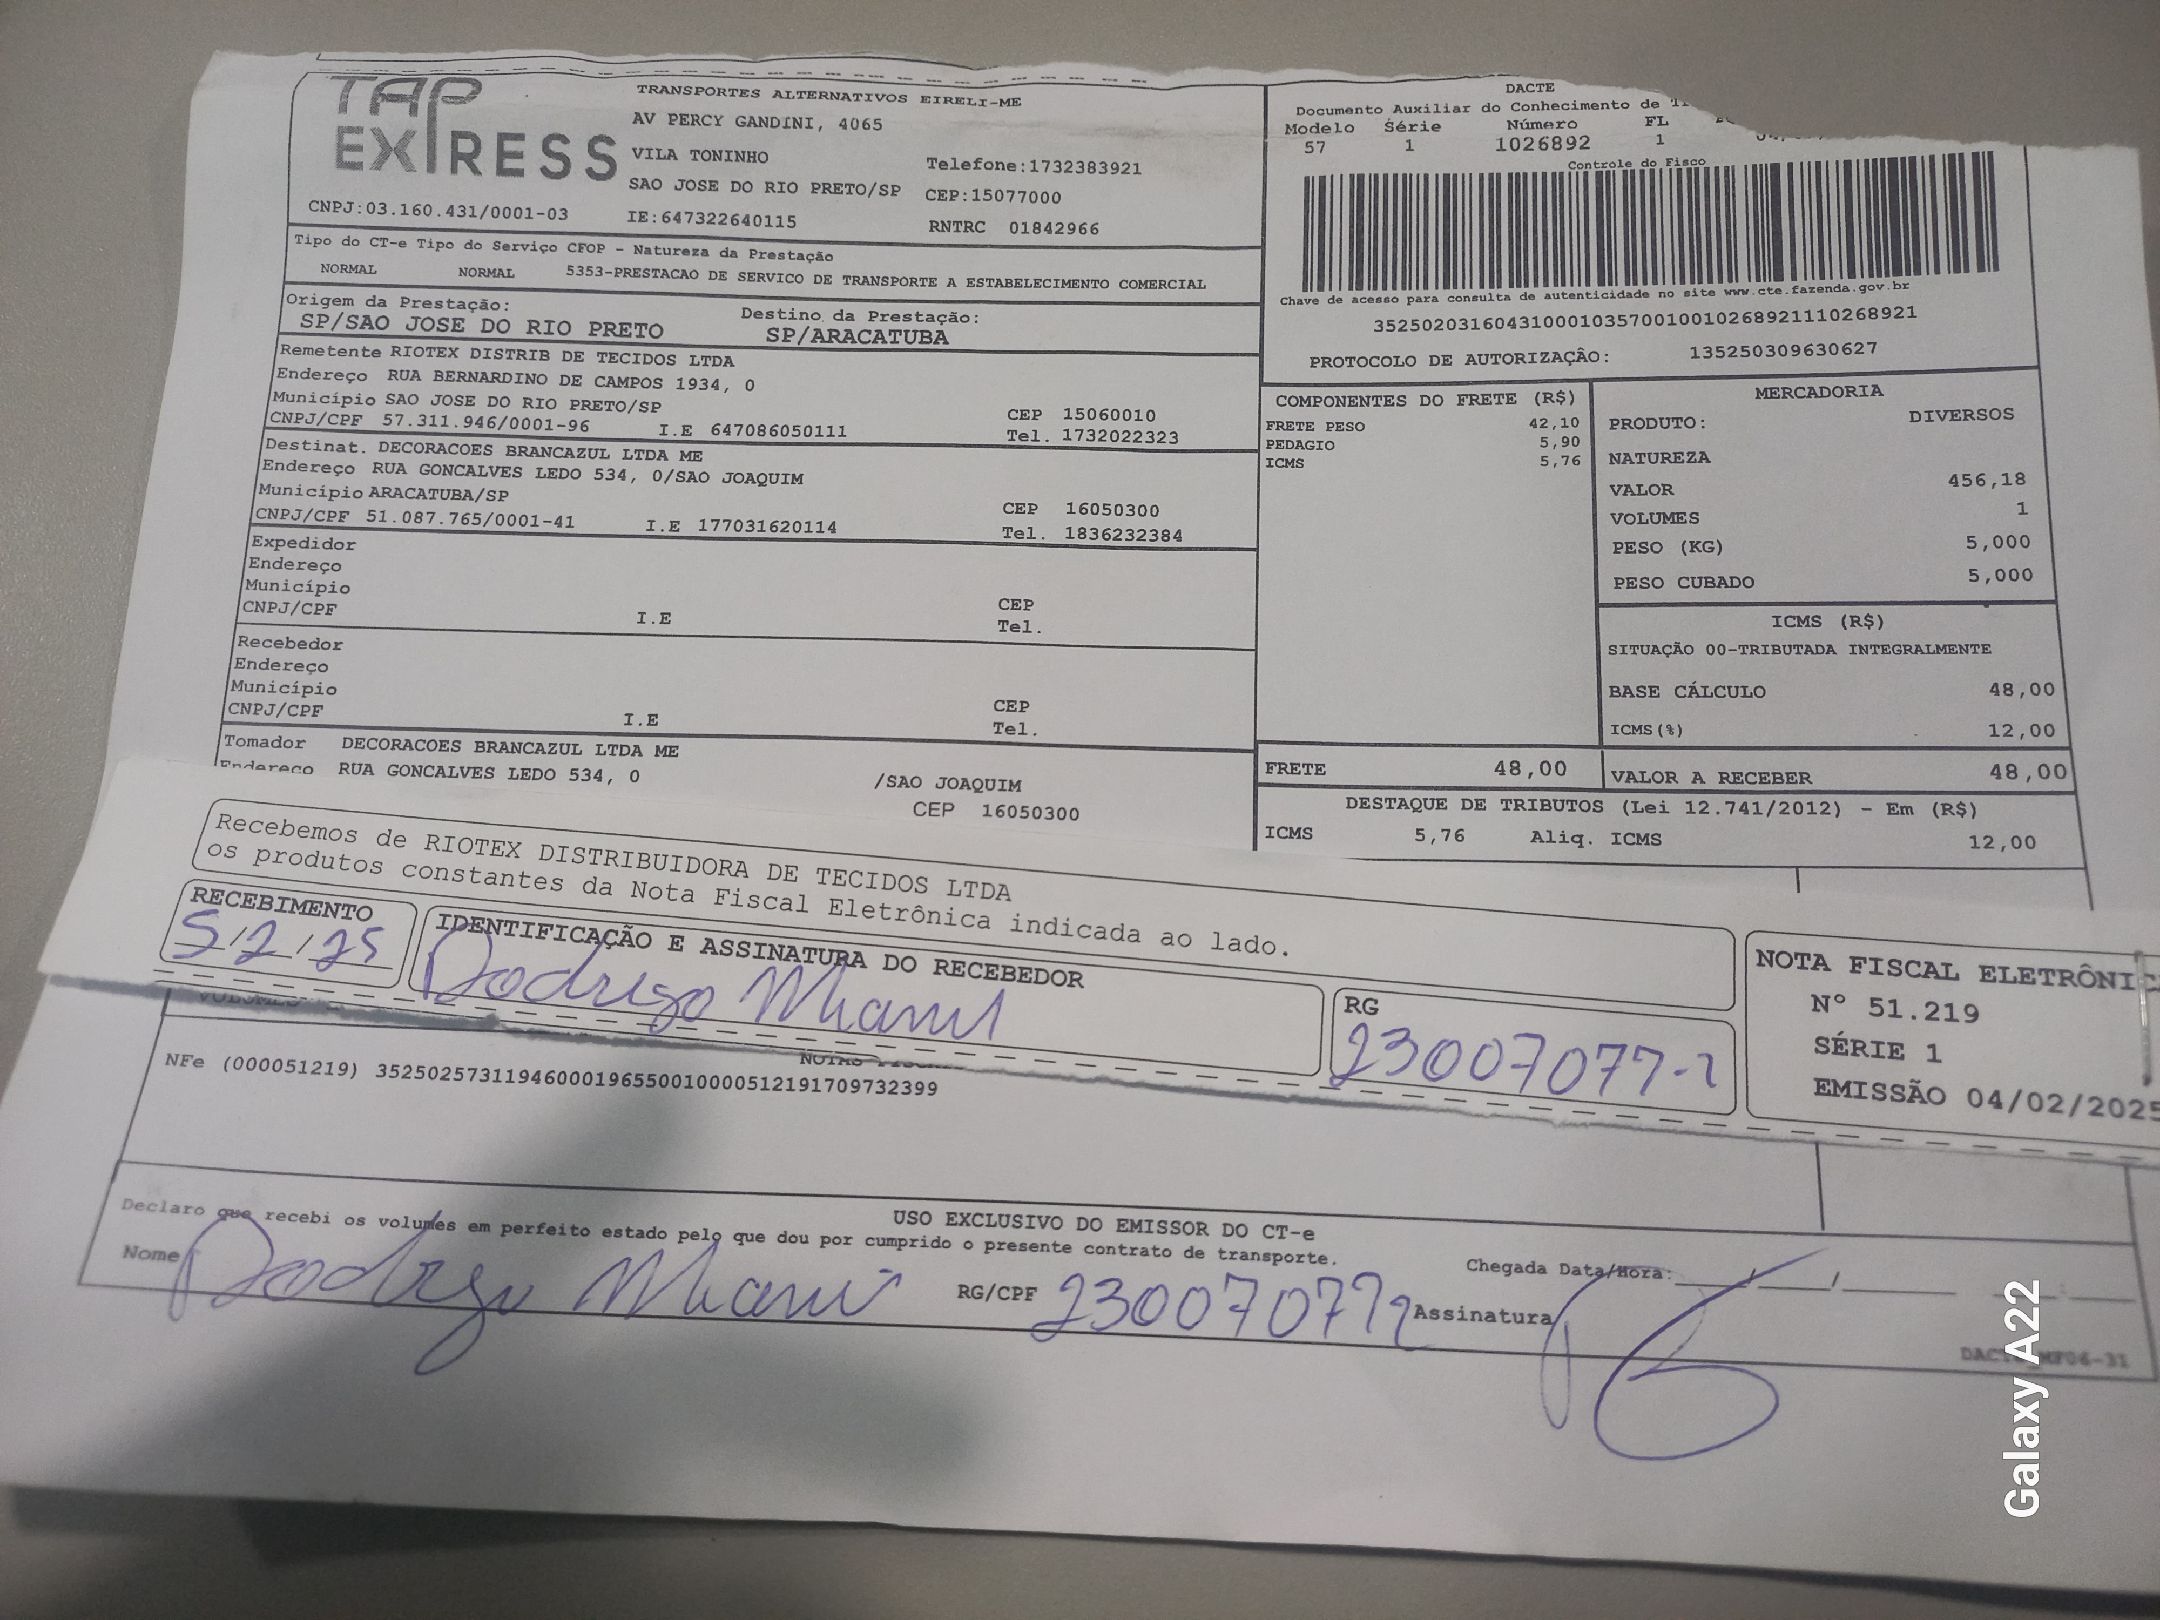 TAP EXPRESS
TRANSPORTES ALTERNATIVOS EIRELI-ME
AV PERCY GANDINI, 4065
VILA TONINHO Telefone:1732383921
SAO JOSE DO RIO PRETO/SP CEP:15077000
CNPJ:03.160.431/0001-03 IE:647322640115 RNTRC 01842966
DACTE
Documento Auxiliar do Conhecimento de
Modelo Série Número FL
57 1 1026892 1
Controle do Fisco
Chave de acesso para consulta de autenticidade no site www.cte.fazenda.gov.br
35250203160431000103570010010268921110268921
PROTOCOLO DE AUTORIZAÇÃO: 135250309630627
Tipo do CT-e Tipo do Serviço CFOP - Natureza da Prestação
NORMAL NORMAL 5353-PRESTACAO DE SERVICO DE TRANSPORTE A ESTABELECIMENTO COMERCIAL
Origem da Prestação: Destino da Prestação:
SP/SAO JOSE DO RIO PRETO SP/ARACATUBA
Remetente RIOTEX DISTRIB DE TECIDOS LTDA
Endereço RUA BERNARDINO DE CAMPOS 1934, 0
Município SAO JOSE DO RIO PRETO/SP CEP 15060010
CNPJ/CPF 57.311.946/0001-96 I.E 647086050111 Tel. 1732022323
Destinat. DECORACOES BRANCAZUL LTDA ME
Endereço RUA GONCALVES LEDO 534, 0/SAO JOAQUIM
Município ARACATUBA/SP CEP 16050300
CNPJ/CPF 51.087.765/0001-41 I.E 177031620114 Tel. 1836232384
Expedidor
Endereço
Município CEP
CNPJ/CPF I.E Tel.
Recebedor
Endereço
Município CEP
CNPJ/CPF I.E Tel.
Tomador DECORACOES BRANCAZUL LTDA ME
Endereço RUA GONCALVES LEDO 534, 0 /SAO JOAQUIM
CEP 16050300
COMPONENTES DO FRETE (R$)
FRETE PESO 42,10
PEDAGIO 5,90
ICMS 5,76
MERCADORIA
PRODUTO: DIVERSOS
NATUREZA
VALOR 456,18
VOLUMES 1
PESO (KG) 5,000
PESO CUBADO 5,000
ICMS (R$)
SITUAÇÃO 00-TRIBUTADA INTEGRALMENTE
BASE CÁLCULO 48,00
ICMS(%) 12,00
FRETE 48,00 VALOR A RECEBER 48,00
DESTAQUE DE TRIBUTOS (Lei 12.741/2012) - Em (R$)
ICMS 5,76 Aliq. ICMS 12,00
Recebemos de RIOTEX DISTRIBUIDORA DE TECIDOS LTDA
os produtos constantes da Nota Fiscal Eletrônica indicada ao lado.
RECEBIMENTO IDENTIFICAÇÃO E ASSINATURA DO RECEBEDOR RG
5/2/25 Rodrigo 23007077-2
NOTA FISCAL ELETRÔNIC
N° 51.219
SÉRIE 1
EMISSÃO 04/02/2025
VOLUMES
NFe (000051219) 35250257311946000196550010000512191709732399
USO EXCLUSIVO DO EMISSOR DO CT-e
Declaro que recebi os volumes em perfeito estado pelo que dou por cumprido o presente contrato de transporte.
Nome Rodrigo RG/CPF 230070772 Assinatura
Chegada Data/Hora:
Galaxy A22